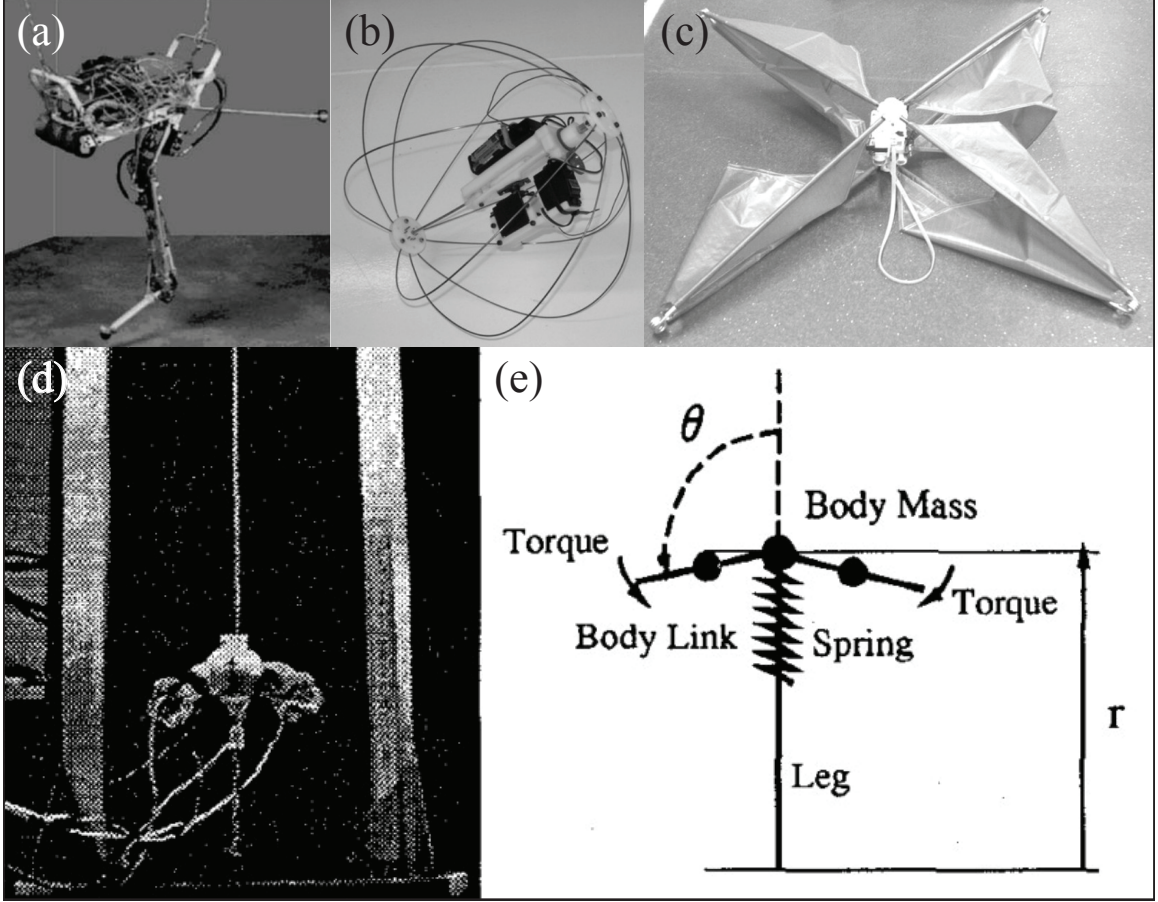 (a)
(b)
(c)
(d)
(e)
θ
Body Mass
Torque
Torque
Body Link
Spring
r
Leg